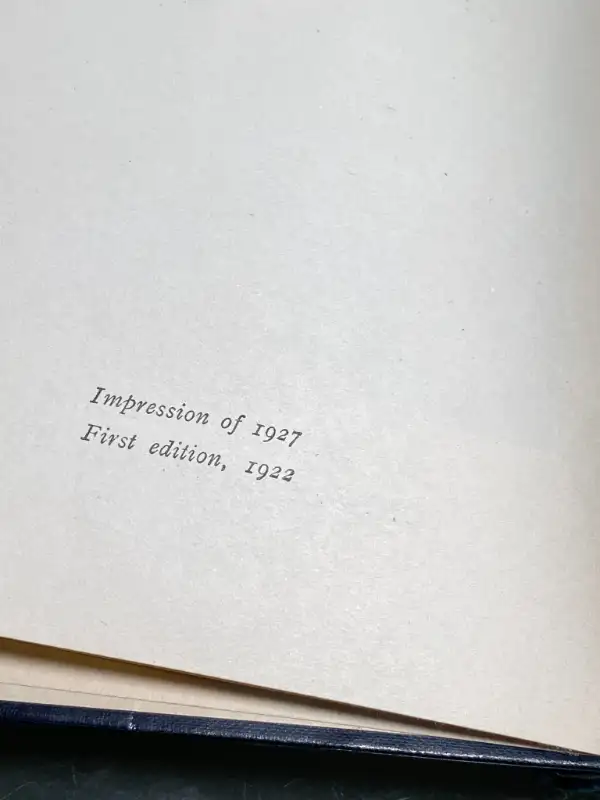 Impression of 1927
First edition, 1922